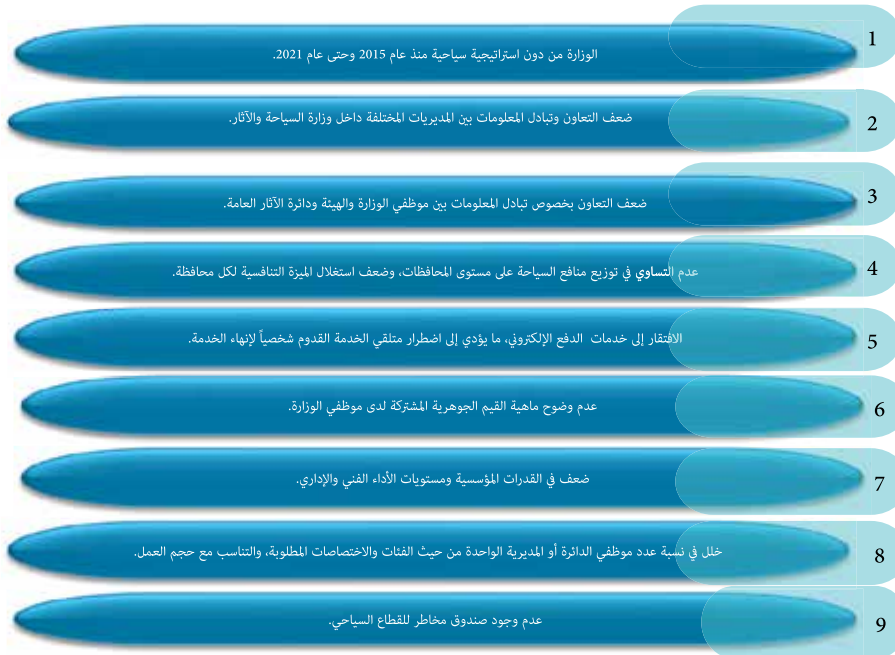 1
الوزارة من دون استراتيجية سياحية منذ عام 2015 وحتى عام 2021.
2
ضعف التعاون وتبادل المعلومات بين المديريات المختلفة داخل وزارة السياحة والآثار.
3
ضعف التعاون بخصوص تبادل المعلومات بين موظفي الوزارة والهيئة ودائرة الآثار العامة.
4
عدم التساوي في توزيع منافع السياحة على مستوى المحافظات، وضعف استغلال الميزة التنافسية لكل محافظة.
5
الافتقار إلى خدمات الدفع الإلكتروني، ما يؤدي إلى اضطرار متلقي الخدمة القدوم شخصياً لإنهاء الخدمة.
6
عدم وضوح ماهية القيم الجوهرية المشتركة لدى موظفي الوزارة.
7
ضعف في القدرات المؤسسية ومستويات الأداء الفني والإداري.
8
خلل في نسبة عدد موظفي الدائرة أو المديرية الواحدة من حيث الفئات والاختصاصات المطلوبة، والتناسب مع حجم العمل.
9
عدم وجود صندوق مخاطر للقطاع السياحي.